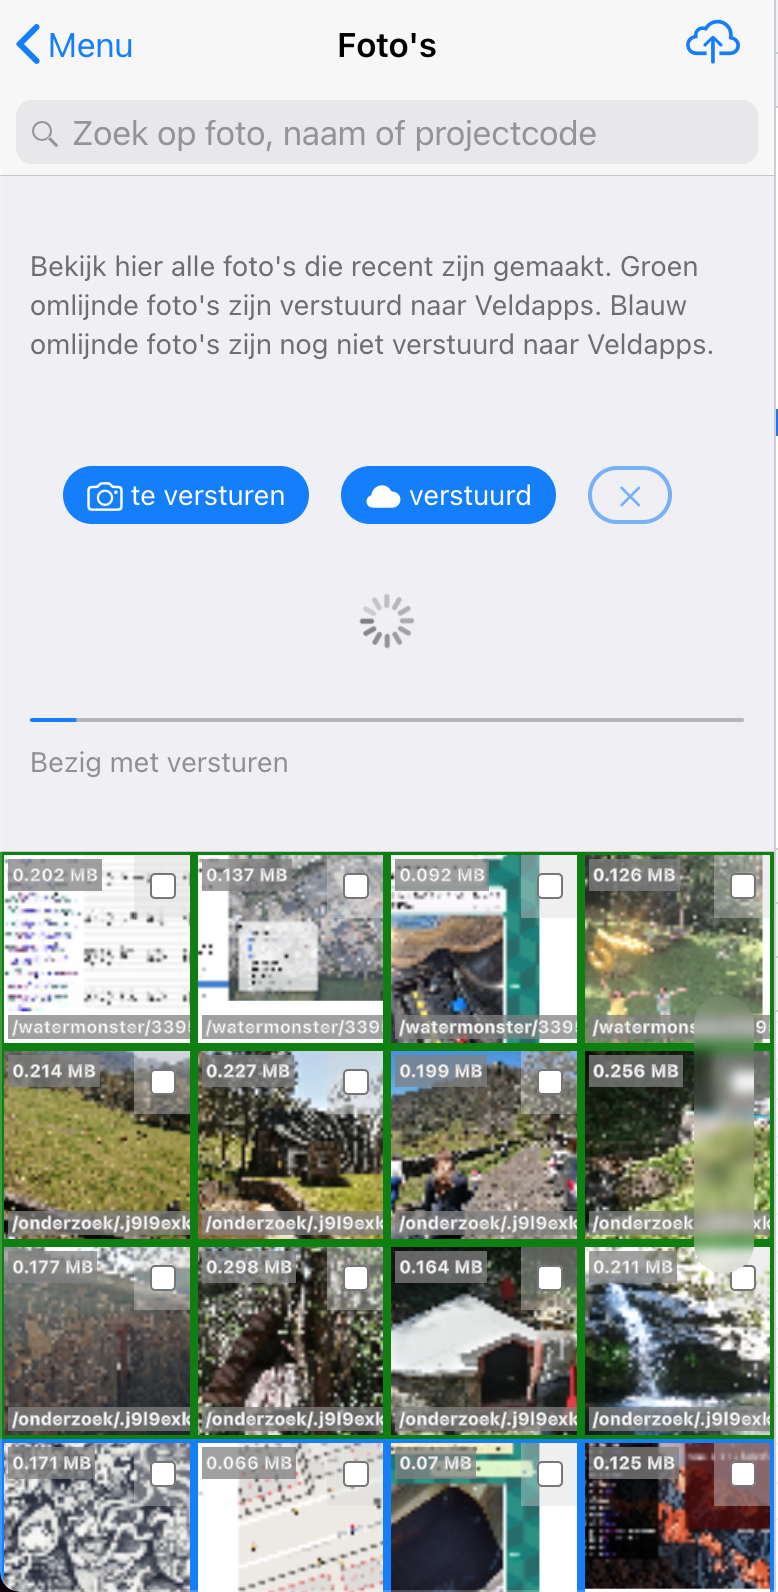 Menu
Foto's
Zoek op foto, naam of projectcode
Bekijk hier alle foto's die recent zijn gemaakt. Groen
omlijnde foto's zijn verstuurd naar Veldapps. Blauw
omlijnde foto's zijn nog niet verstuurd naar Veldapps.
te versturen
verstuurd
Bezig met versturen
0.202 MB
0.137 MB
0.092 MB
0.126 MB
/watermonster/339
/watermonster/339
/watermonster/339
/watermons
0.214 MB
0.227 MB
0.199 MB
0.256 MB
/onderzoek/.j9l9exk
/onderzoek/.j9l9exk
/onderzoek/.j9l9exk
/onderzoek
0.177 MB
0.298 MB
0.164 MB
0.211 MB
/onderzoek/.j9l9exk
/onderzoek/.j9l9exk
/onderzoek/.j9l9exk
/onderzoek/.j9l9exk
0.171 MB
0.066 MB
0.07 MB
0.125 MB